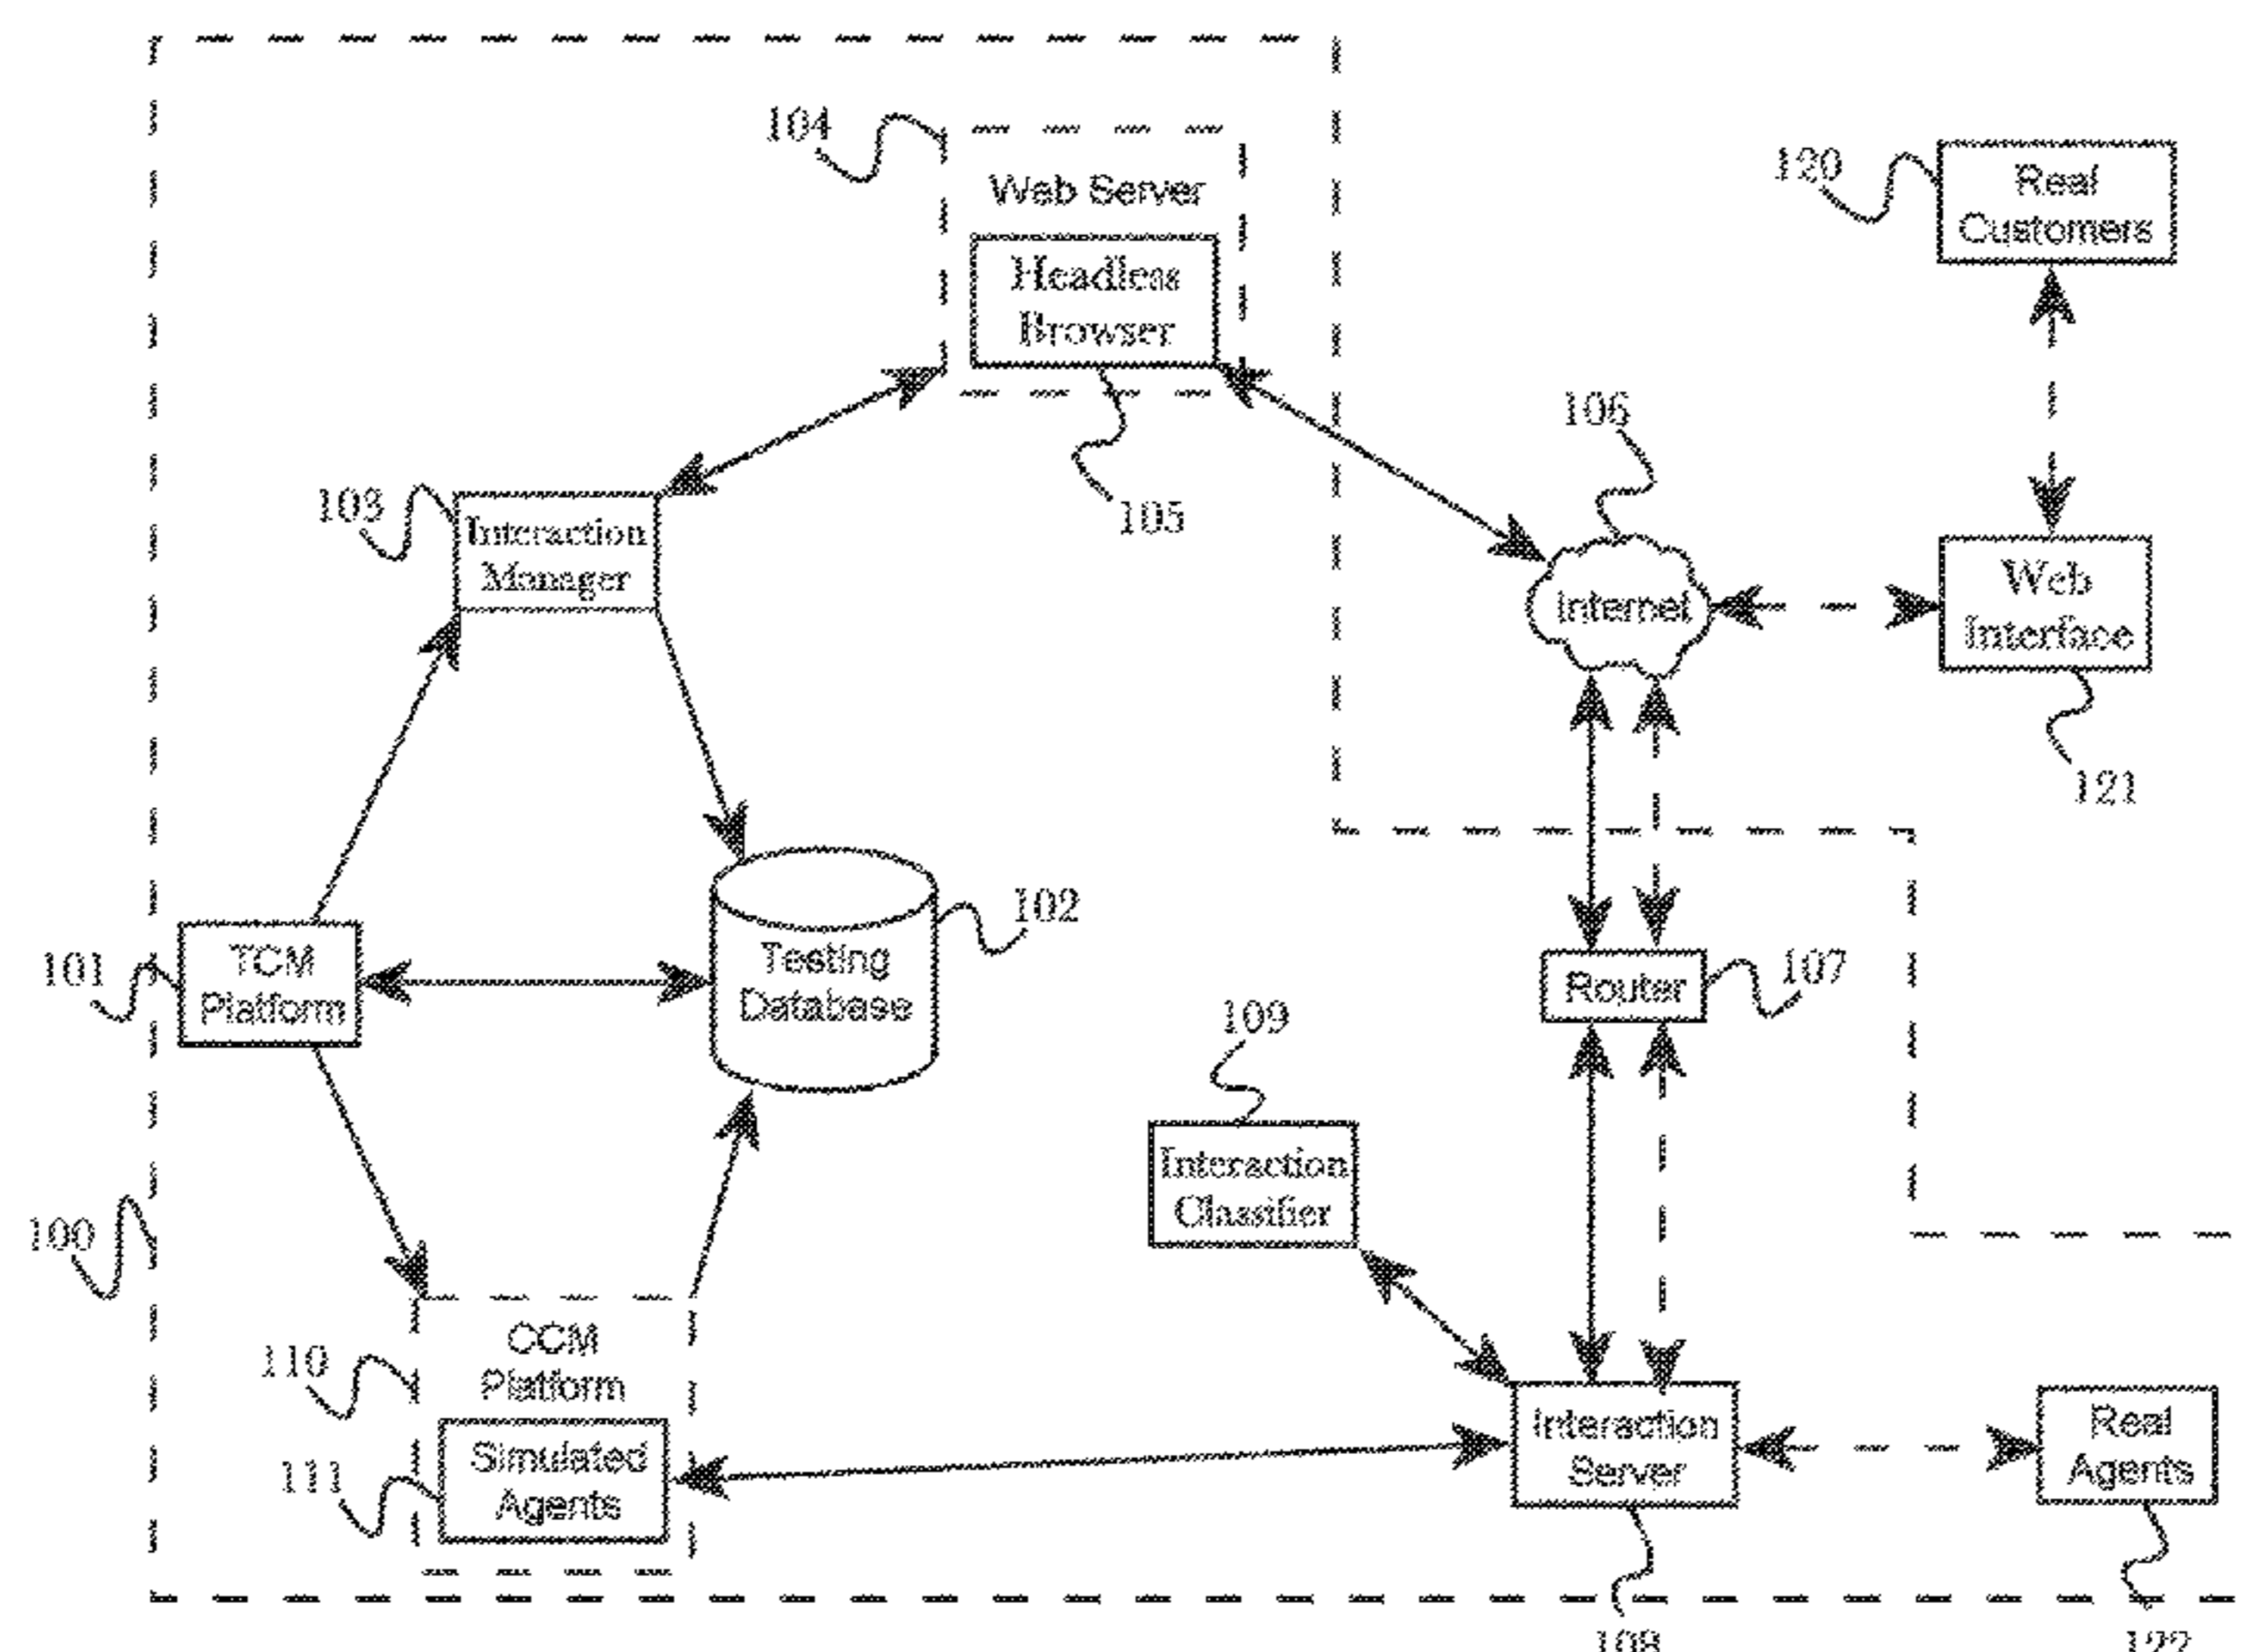 104
Web Server
Headless
Browser
105
120
Real
Customers
106
Internet
Web
Interface
121
103
Interaction
Manager
101
TCM
Platform
102
Testing
Database
107
Router
109
Interaction
Classifier
100
110
CCM
Platform
111
Simulated
Agents
Interaction
Server
108
Real
Agents
122